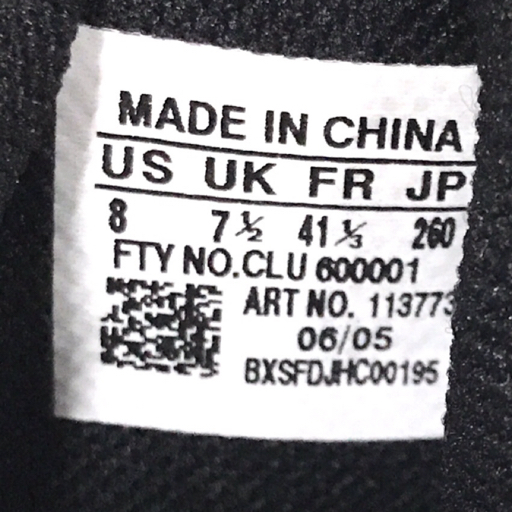 MADE IN CHINA
US UK FR JP
8 7½ 41⅓ 260
FTY NO.CLU 600001
ART NO. 113773
06/05
BXSFDJHC00195